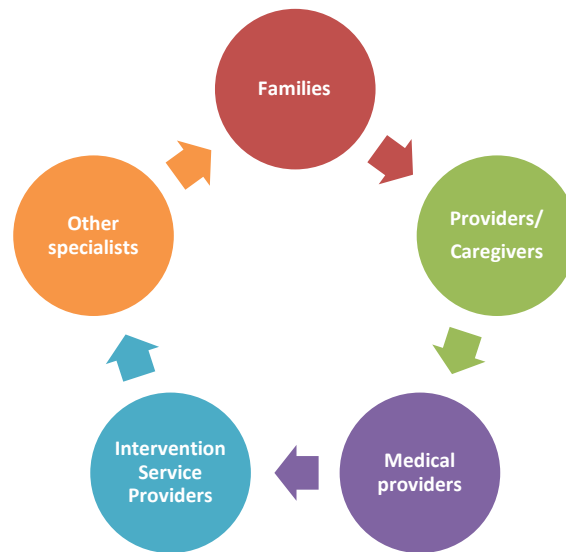 Families
Providers/
Caregivers
Medical
providers
Intervention
Service
Providers
Other
specialists